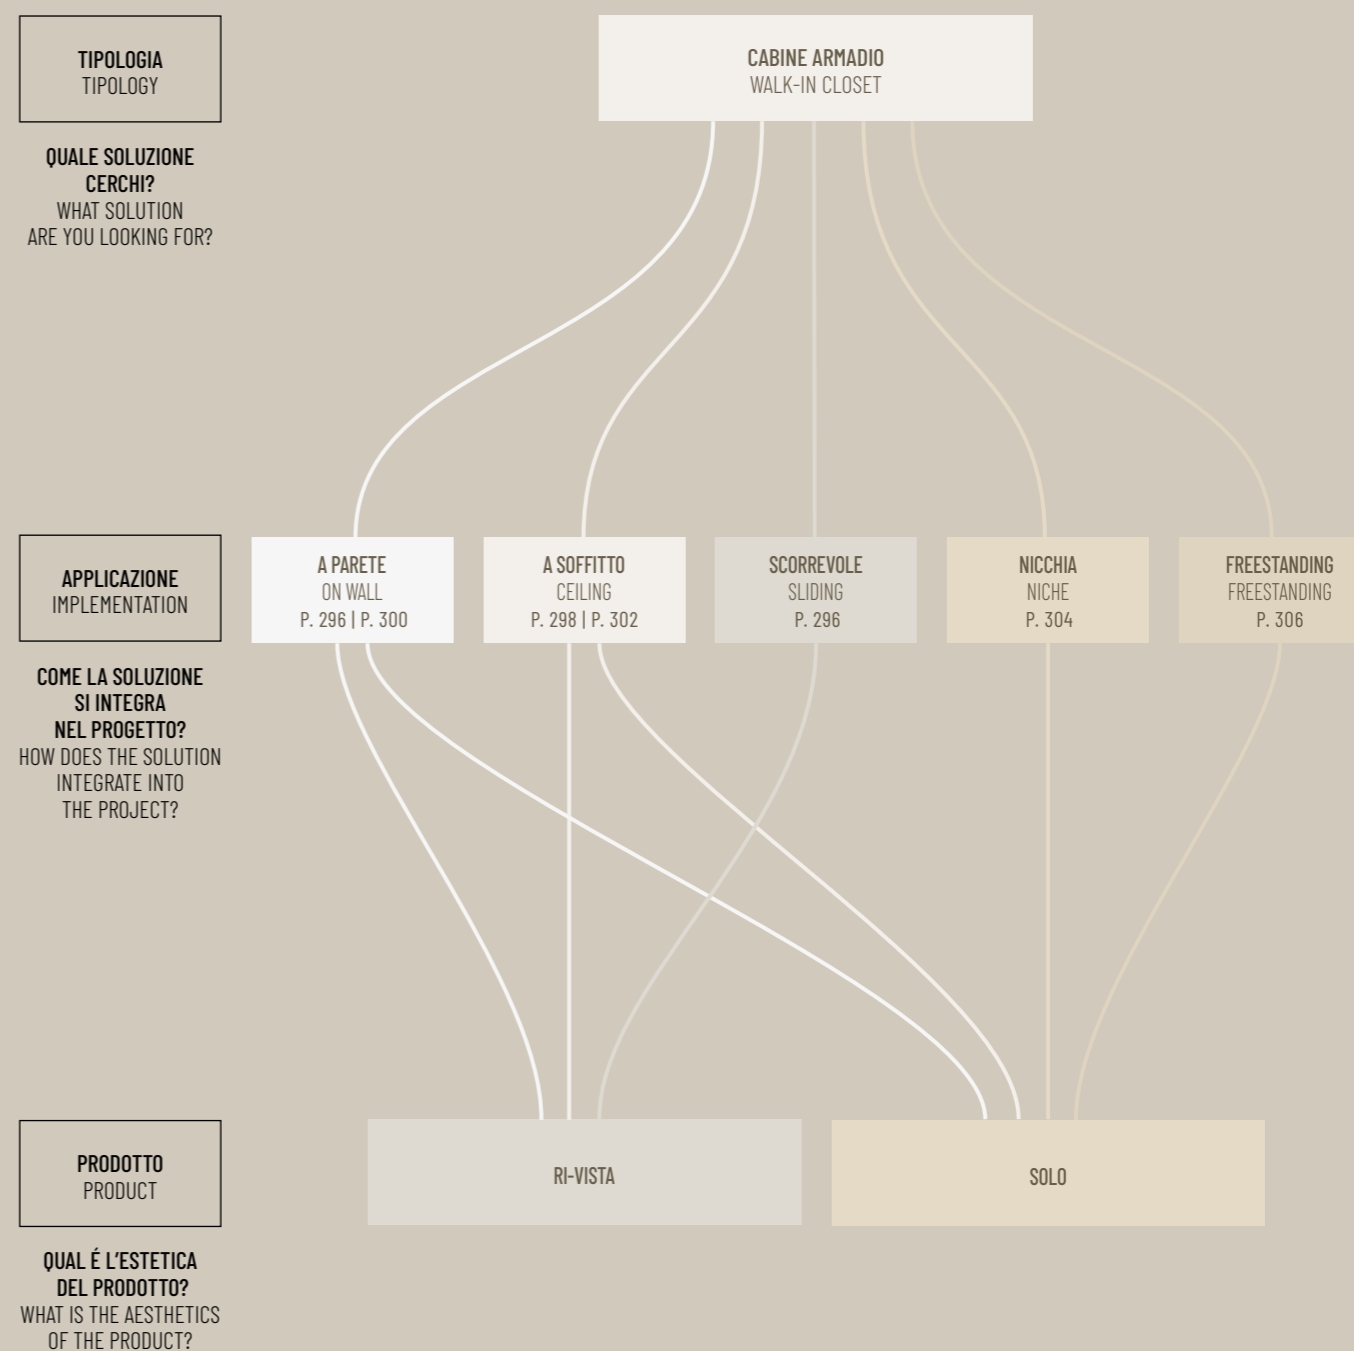 TIPOLOGIA
TIPOLOGY
QUALE SOLUZIONE
CERCHI?
WHAT SOLUTION
ARE YOU LOOKING FOR?
CABINE ARMADIO
WALK-IN CLOSET
APPLICAZIONE
IMPLEMENTATION
COME LA SOLUZIONE
SI INTEGRA
NEL PROGETTO?
HOW DOES THE SOLUTION
INTEGRATE INTO
THE PROJECT?
A PARETE
ON WALL
P. 296 | P. 300
A SOFFITTO
CEILING
P. 298 | P. 302
SCORREVOLE
SLIDING
P. 296
NICCHIA
NICHE
P. 304
FREESTANDING
FREESTANDING
P. 306
PRODOTTO
PRODUCT
QUAL É L'ESTETICA
DEL PRODOTTO?
WHAT IS THE AESTHETICS
OF THE PRODUCT?
RI-VISTA
SOLO